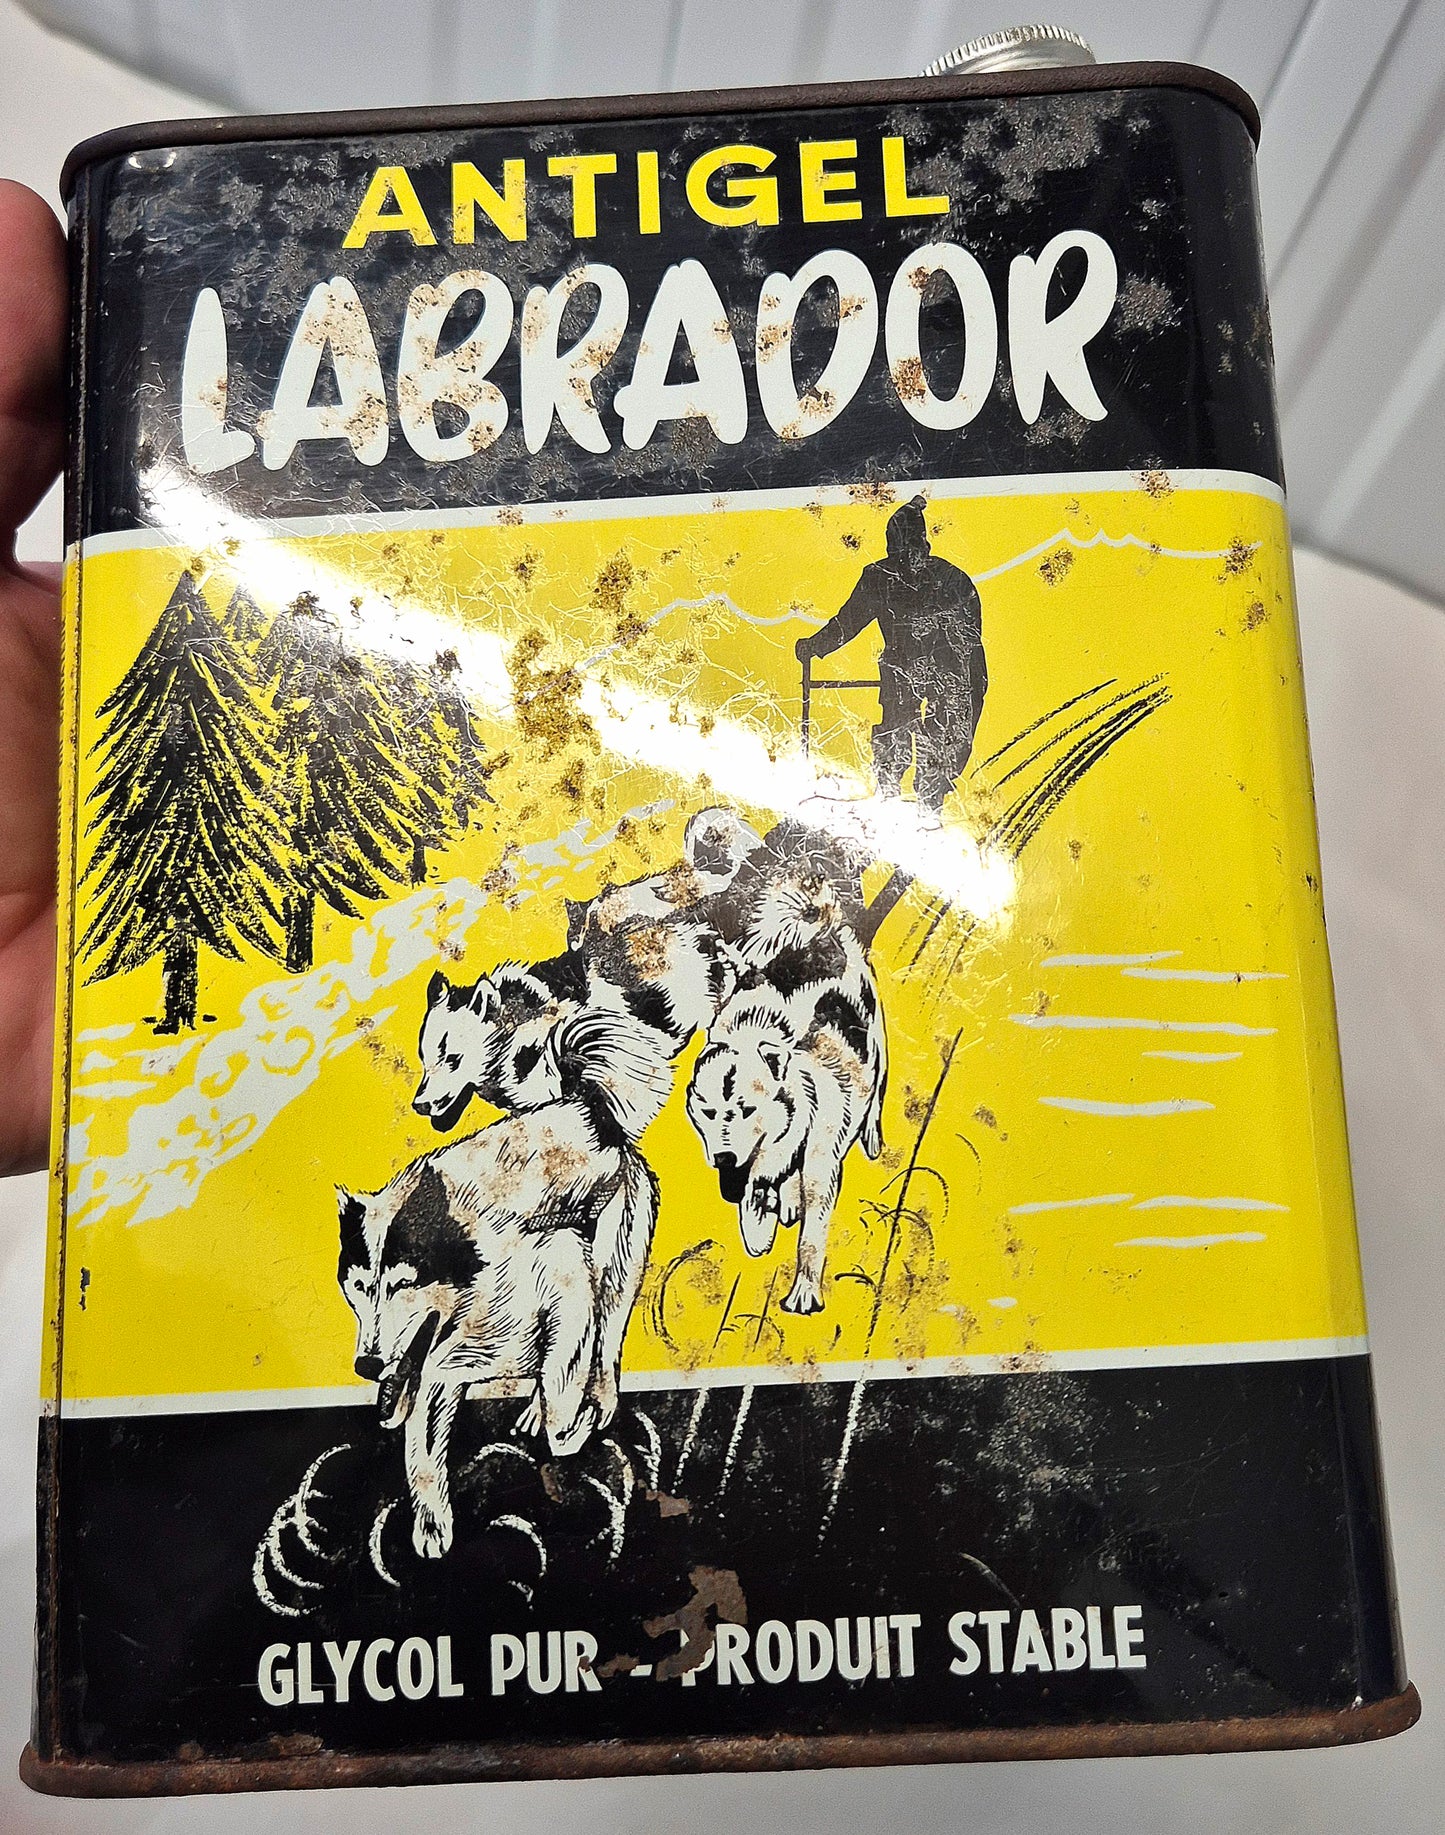 ANTIGEL
LABRADOR
GLYCOL PUR - PRODUIT STABLE